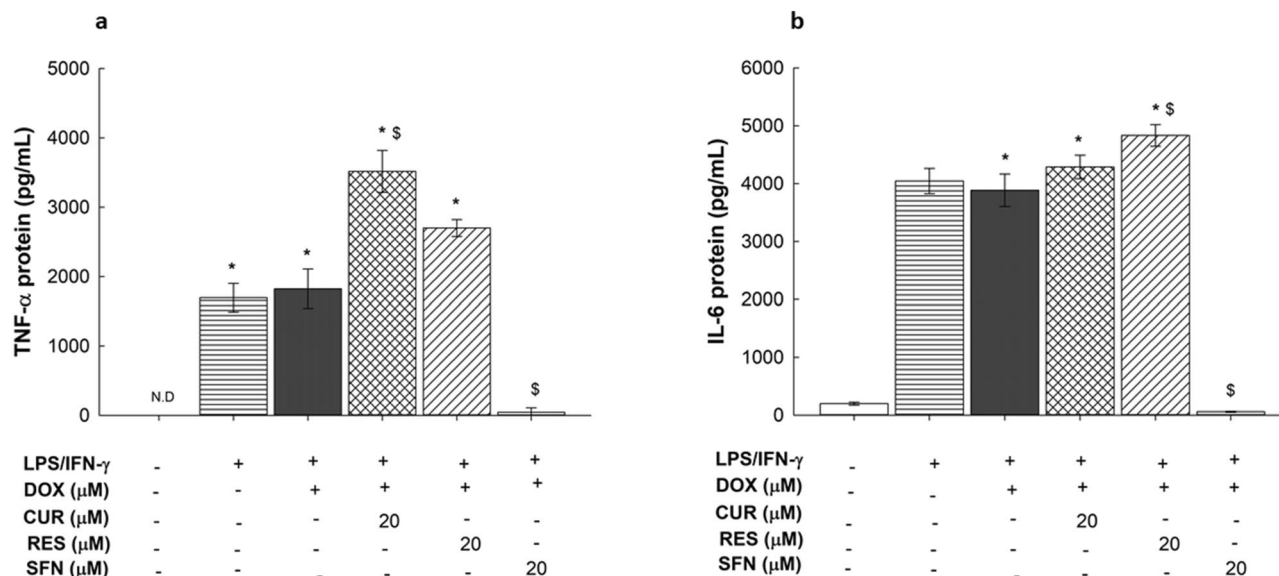 a
b
5000
4000
3000
2000
1000
0
TNF-α protein (pg/mL)
N.D
*
*
* $
*
$
LPS/IFN-γ - + + + + +
DOX (μM) - - + + + +
CUR (μM) - - - 20 - -
RES (μM) - - - - 20 -
SFN (μM) - - - - - 20
6000
5000
4000
3000
2000
1000
0
IL-6 protein (pg/mL)
*
*
* $
$
LPS/IFN-γ - + + + + +
DOX (μM) - - + + + +
CUR (μM) - - - 20 - -
RES (μM) - - - - 20 -
SFN (μM) - - - - - 20